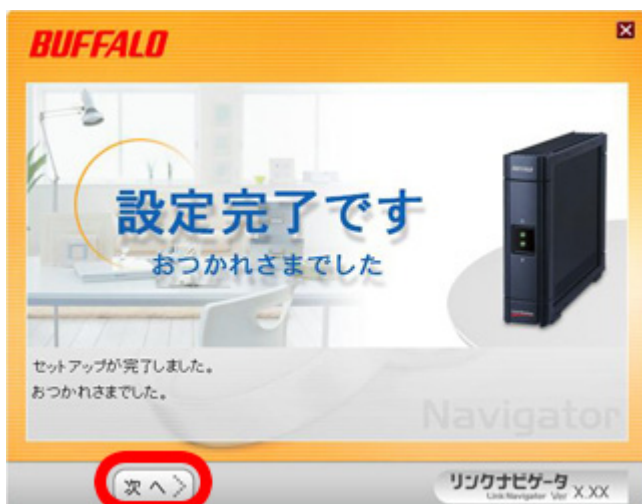 BUFFALO
設定完了です
おつかれさまでした
セットアップが完了しました。
おつかれさまでした。
Navigator
次へ
リンクナビゲータ
LinkNavigator Ver X.XX